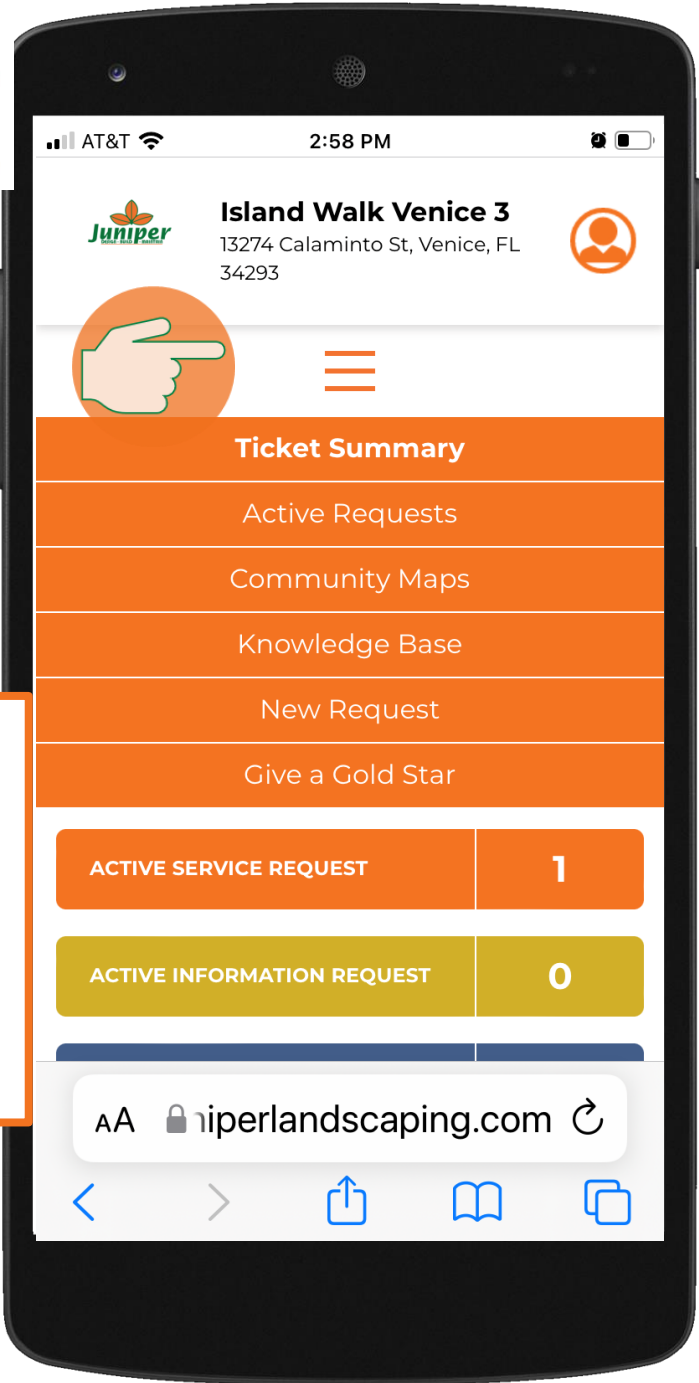 AT&T
2:58 PM
Juniper
Island Walk Venice 3
13274 Calaminto St, Venice, FL
34293
Ticket Summary
Active Requests
Community Maps
Knowledge Base
New Request
Give a Gold Star
ACTIVE SERVICE REQUEST 1
ACTIVE INFORMATION REQUEST 0
AA niperlandscaping.com